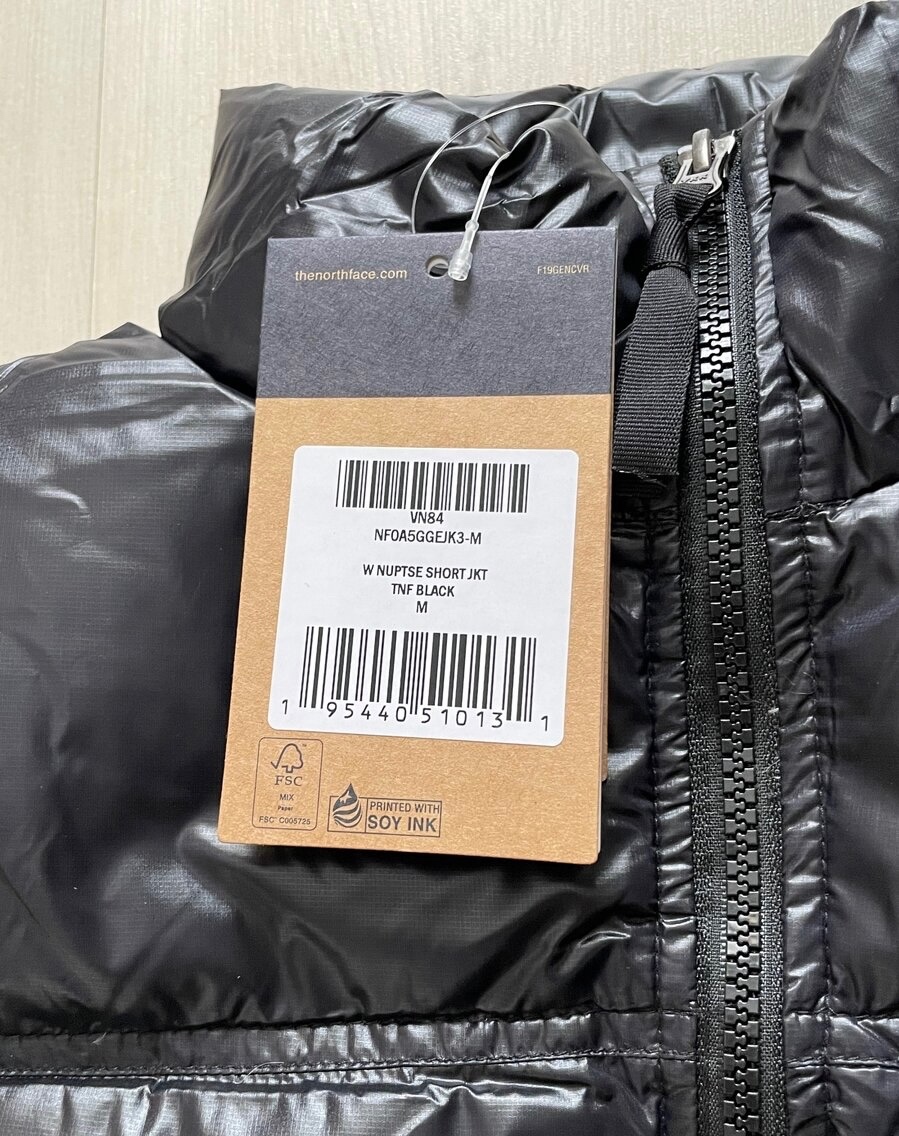 YKK
thenorthface.com
F19GENCVR
VN84
NF0A5GGEJK3-M
W NUPTSE SHORT JKT
TNF BLACK
M
1 95440 51013 1
FSC
MIX
Paper
FSC® C005725
PRINTED WITH
SOY INK